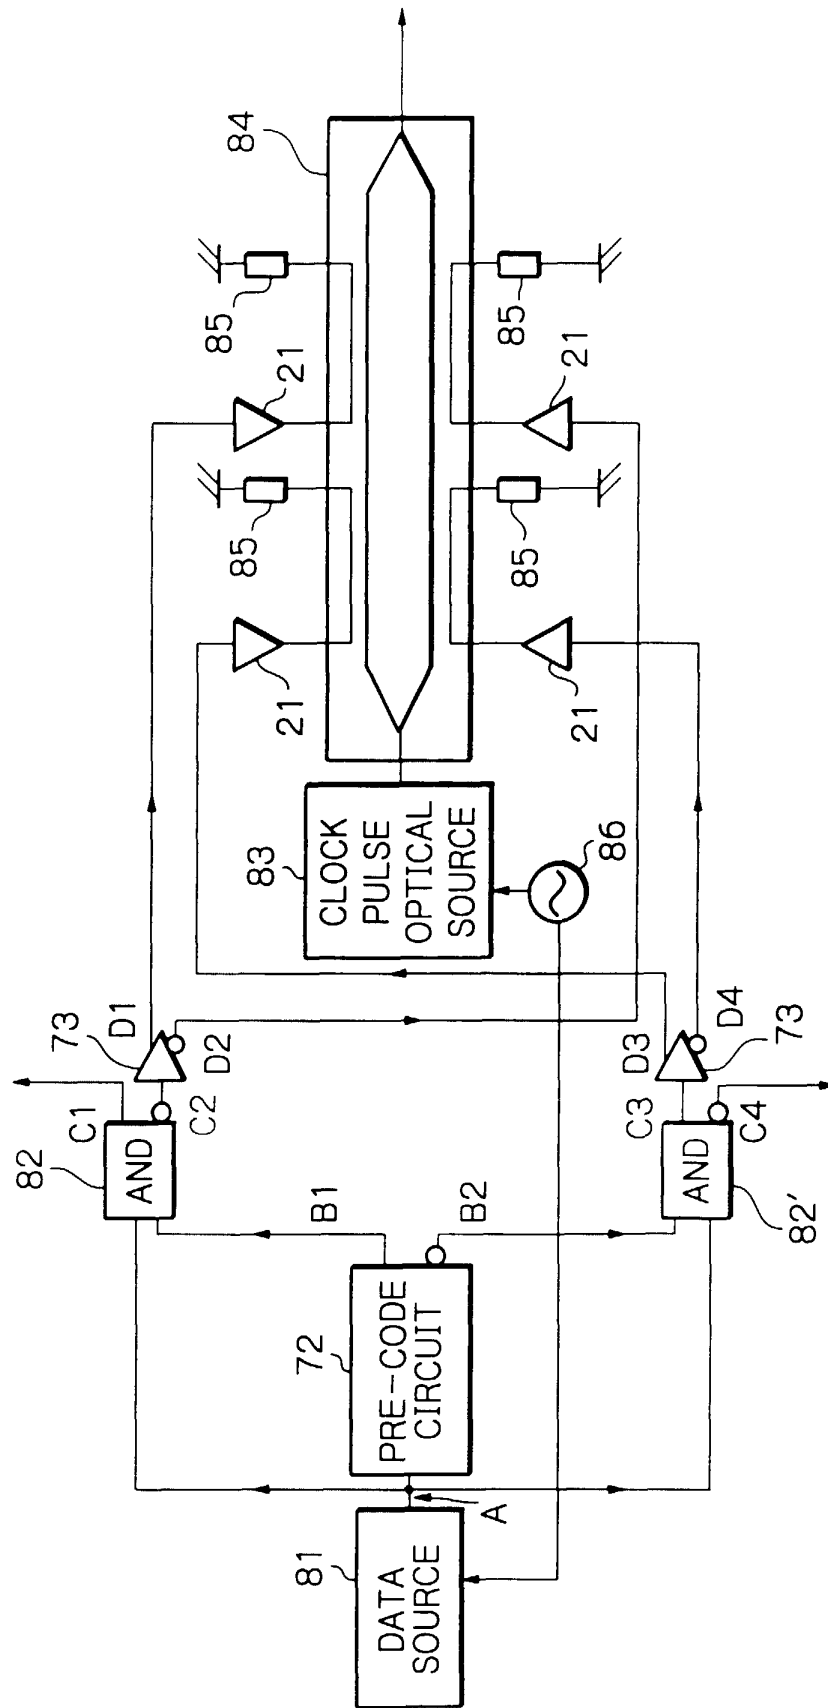 84
85
85
21
21
85
85
21
21
83
CLOCK
PULSE
OPTICAL
SOURCE
86
73
D1
D2
D3
D4
73
82
C1
C2
AND
C3
C4
AND
82'
B1
B2
72
PRE-CODE
CIRCUIT
A
81
DATA
SOURCE